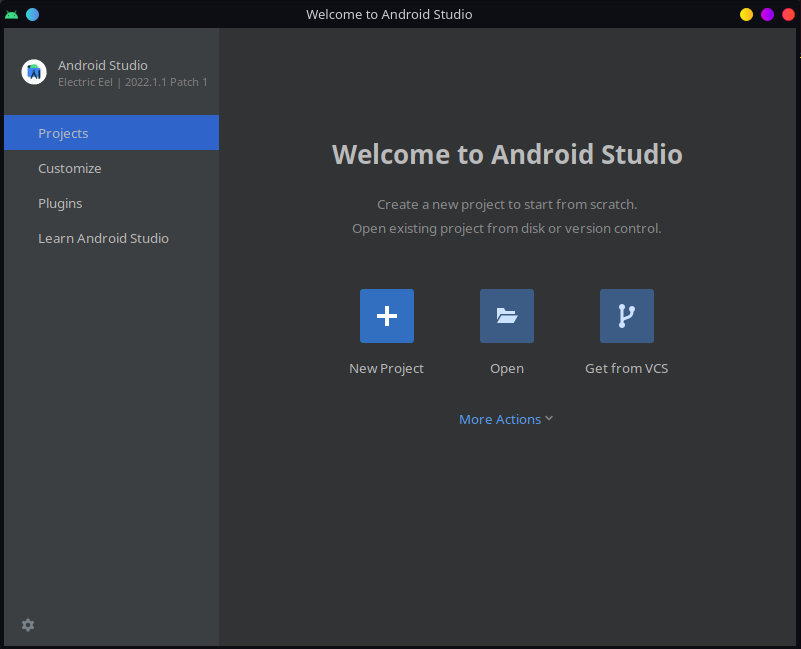 Welcome to Android Studio
Android Studio
Electric Eel | 2022.1.1 Patch 1
Projects
Customize
Plugins
Learn Android Studio
Welcome to Android Studio
Create a new project to start from scratch.
Open existing project from disk or version control.
New Project
Open
Get from VCS
More Actions